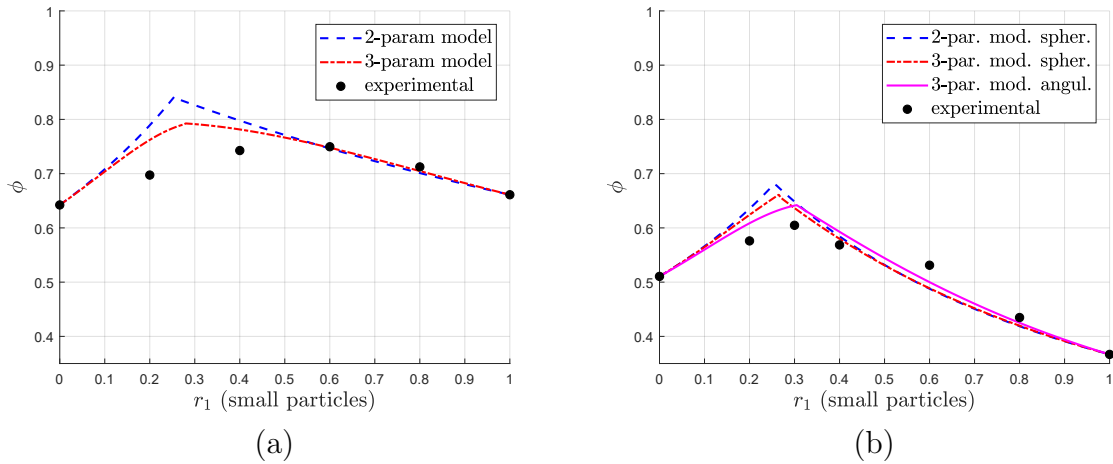 1
0.9
0.8
0.7
0.6
0.5
0.4
ϕ
2-param model
3-param model
experimental
0 0.1 0.2 0.3 0.4 0.5 0.6 0.7 0.8 0.9 1
r₁ (small particles)
(a)
1
0.9
0.8
0.7
0.6
0.5
0.4
ϕ
2-par. mod. spher.
3-par. mod. spher.
3-par. mod. angul.
experimental
0 0.1 0.2 0.3 0.4 0.5 0.6 0.7 0.8 0.9 1
r₁ (small particles)
(b)